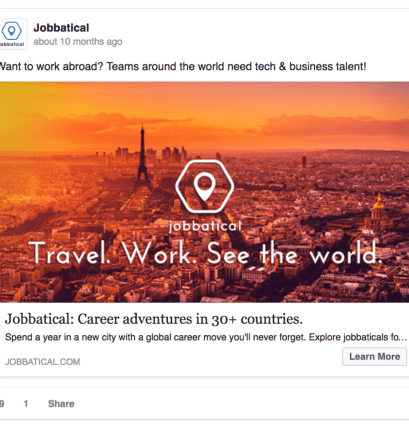 Jobbatical
jobbatical
about 10 months ago
Want to work abroad? Teams around the world need tech & business talent!
jobbatical
Travel. Work. See the world.
Jobbatical: Career adventures in 30+ countries.
Spend a year in a new city with a global career move you'll never forget. Explore jobbaticals fo...
JOBBATICAL.COM
Learn More
9 1 Share